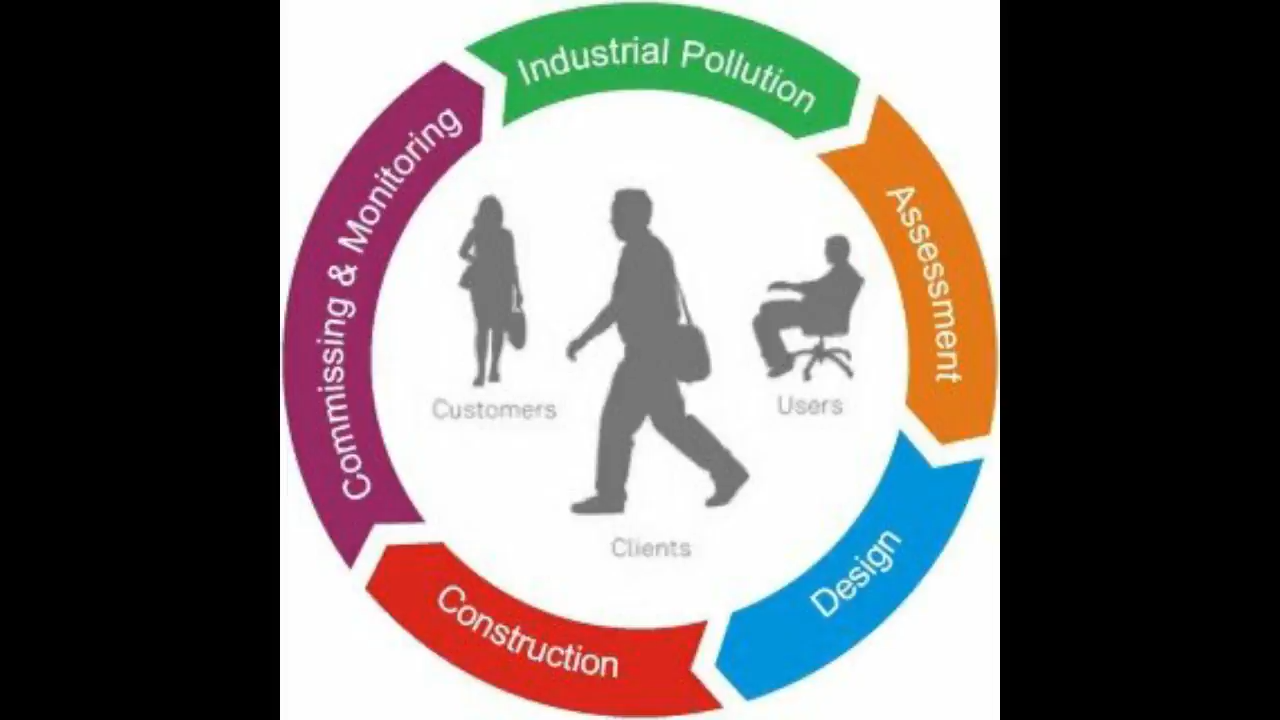 Industrial Pollution
Assessment
Design
Construction
Commissing & Monitoring
Customers
Users
Clients